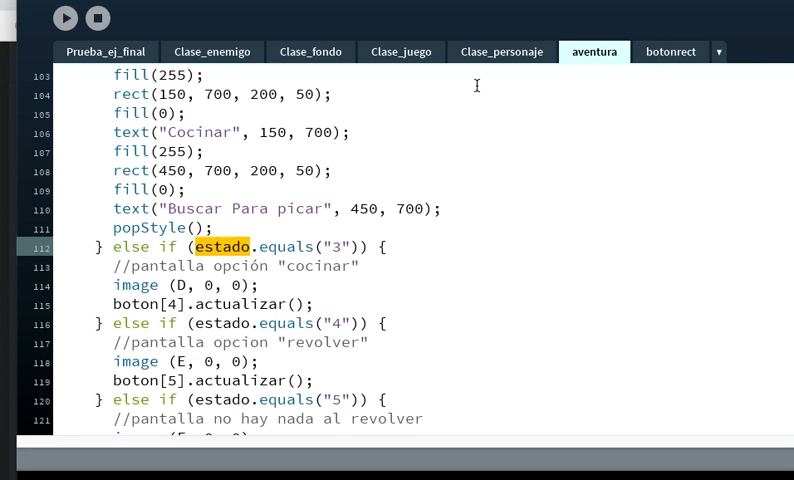 Prueba_ej_final Clase_enemigo Clase_fondo Clase_juego Clase_personaje aventura botonrect ▼
103 fill(255);
104 rect(150, 700, 200, 50);
105 fill(0);
106 text("Cocinar", 150, 700);
107 fill(255);
108 rect(450, 700, 200, 50);
109 fill(0);
110 text("Buscar Para picar", 450, 700);
111 popStyle();
112 } else if (estado.equals("3")) {
113 //pantalla opción "cocinar"
114 image (D, 0, 0);
115 boton[4].actualizar();
116 } else if (estado.equals("4")) {
117 //pantalla opcion "revolver"
118 image (E, 0, 0);
119 boton[5].actualizar();
120 } else if (estado.equals("5")) {
121 //pantalla no hay nada al revolver